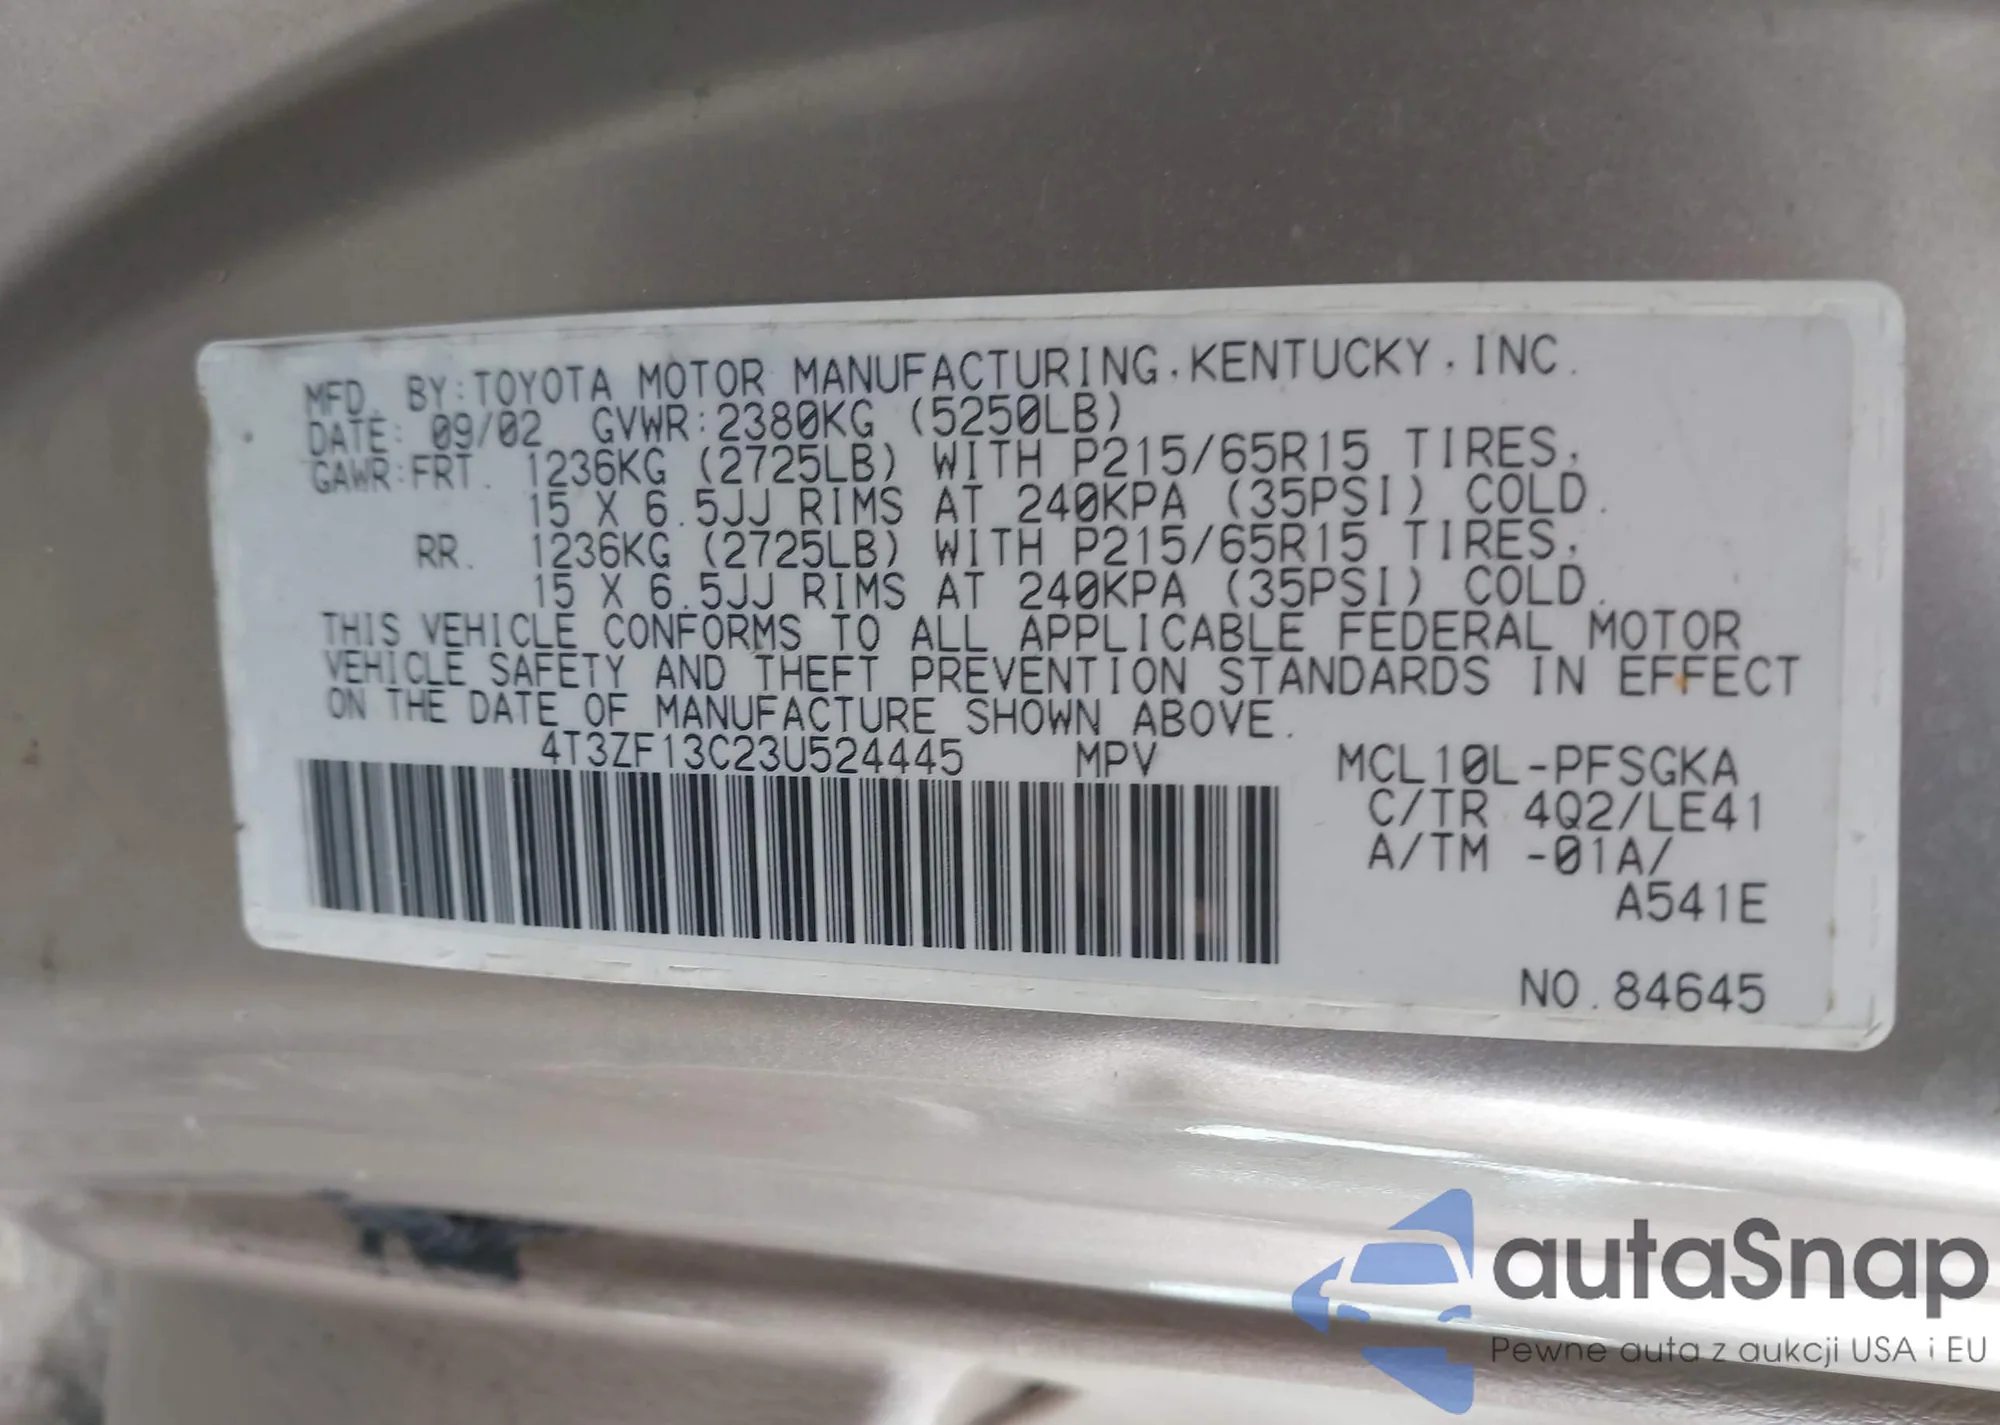 MFD. BY:TOYOTA MOTOR MANUFACTURING,KENTUCKY,INC.
DATE: 09/02 GVWR:2380KG (5250LB)
GAWR:FRT. 1236KG (2725LB) WITH P215/65R15 TIRES,
15 X 6.5JJ RIMS AT 240KPA (35PSI) COLD.
RR. 1236KG (2725LB) WITH P215/65R15 TIRES,
15 X 6.5JJ RIMS AT 240KPA (35PSI) COLD.
THIS VEHICLE CONFORMS TO ALL APPLICABLE FEDERAL MOTOR
VEHICLE SAFETY AND THEFT PREVENTION STANDARDS IN EFFECT
ON THE DATE OF MANUFACTURE SHOWN ABOVE.
4T3ZF13C23U524445 MPV MCL10L-PFSGKA
C/TR 4Q2/LE41
A/TM -01A/
A541E
NO.84645
autaSnap
Pewne auta z aukcji USA i EU